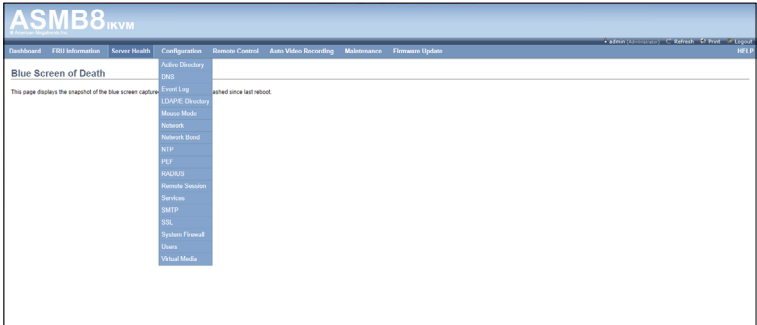 ASMB8 iKVM
© American Megatrends Inc.
• admin (Administrator) Refresh Print Logout
Dashboard FRU Information Server Health Configuration Remote Control Auto Video Recording Maintenance Firmware Update HELP
Active Directory
Blue Screen of Death
DNS
Event Log
This page displays the snapshot of the blue screen capture ashed since last reboot.
LDAP/E-Directory
Mouse Mode
Network
Network Bond
NTP
PEF
RADIUS
Remote Session
Services
SMTP
SSL
System Firewall
Users
Virtual Media